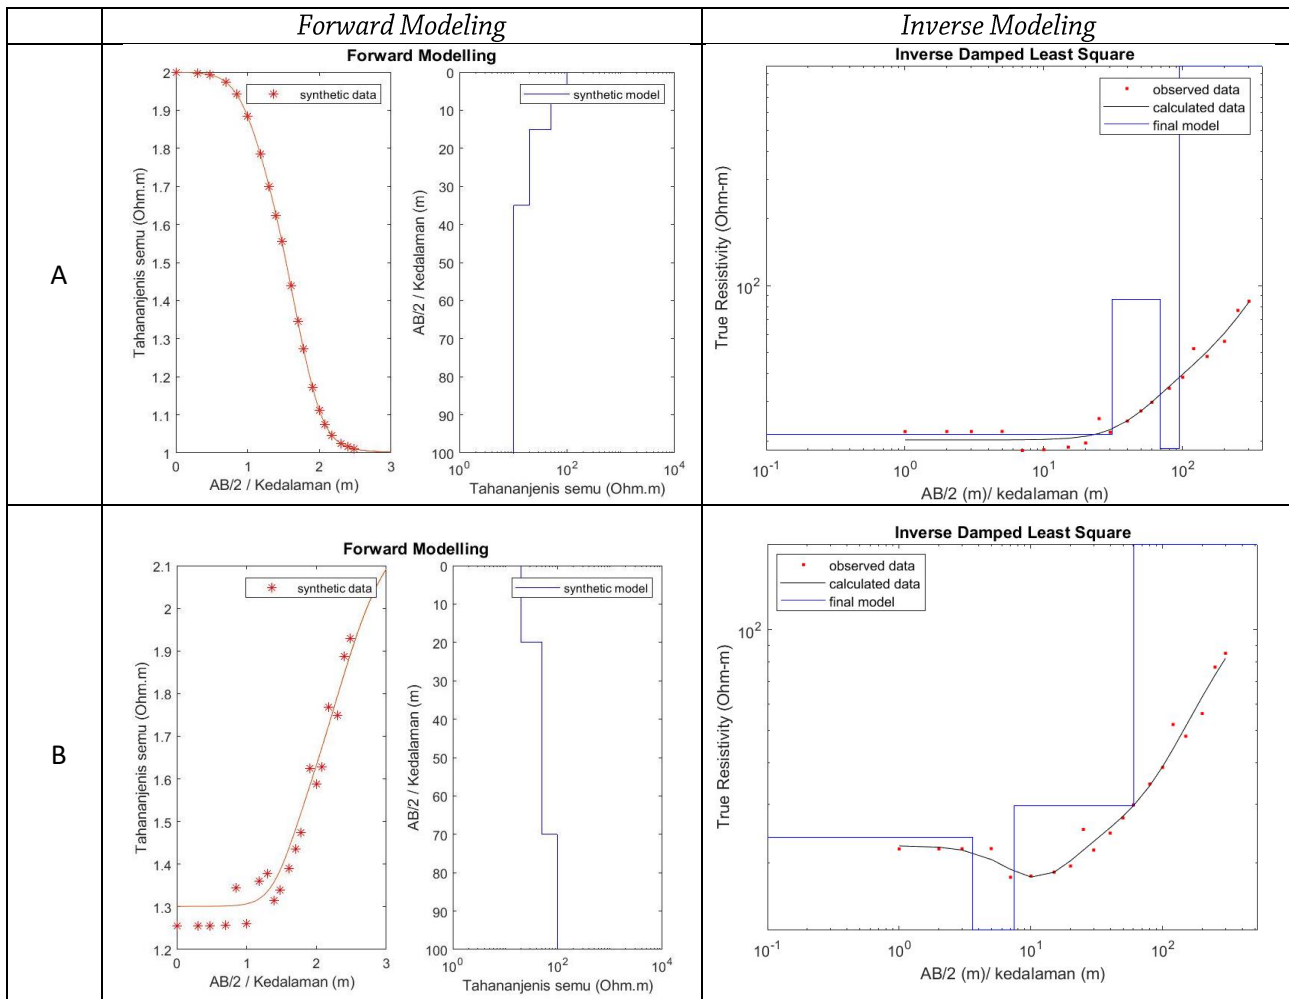 Forward Modeling
Inverse Modeling
A
Forward Modelling
synthetic data
2
1.9
1.8
1.7
1.6
1.5
1.4
1.3
1.2
1.1
1
Tahananjenis semu (Ohm.m)
0 1 2 3
AB/2 / Kedalaman (m)
synthetic model
0
10
20
30
40
50
60
70
80
90
100
AB/2 / Kedalaman (m)
10^0 10^2 10^4
Tahananjenis semu (Ohm.m)
Inverse Damped Least Square
observed data
calculated data
final model
True Resistivity (Ohm-m)
10^2
10^-1 10^0 10^1 10^2
AB/2 (m)/ kedalaman (m)
B
Forward Modelling
synthetic data
2.1
2
1.9
1.8
1.7
1.6
1.5
1.4
1.3
1.2
Tahananjenis semu (Ohm.m)
0 1 2 3
AB/2 / Kedalaman (m)
synthetic model
0
10
20
30
40
50
60
70
80
90
100
AB/2 / Kedalaman (m)
10^0 10^2 10^4
Tahananjenis semu (Ohm.m)
Inverse Damped Least Square
observed data
calculated data
final model
True Resistivity (Ohm-m)
10^2
10^-1 10^0 10^1 10^2
AB/2 (m)/ kedalaman (m)